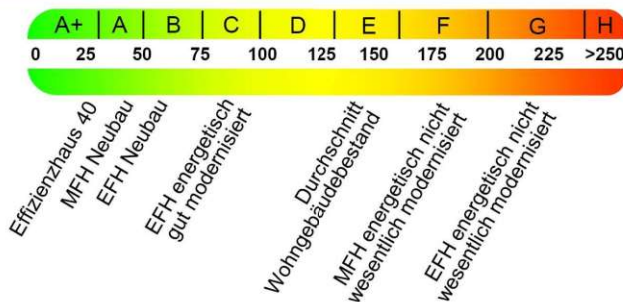 A+ A B C D E F G H
0 25 50 75 100 125 150 175 200 225 >250
Effizienzhaus 40
MFH Neubau
EFH Neubau
EFH energetisch
gut modernisiert
Durchschnitt
Wohngebäudebestand
MFH energetisch nicht
wesentlich modernisiert
EFH energetisch nicht
wesentlich modernisiert